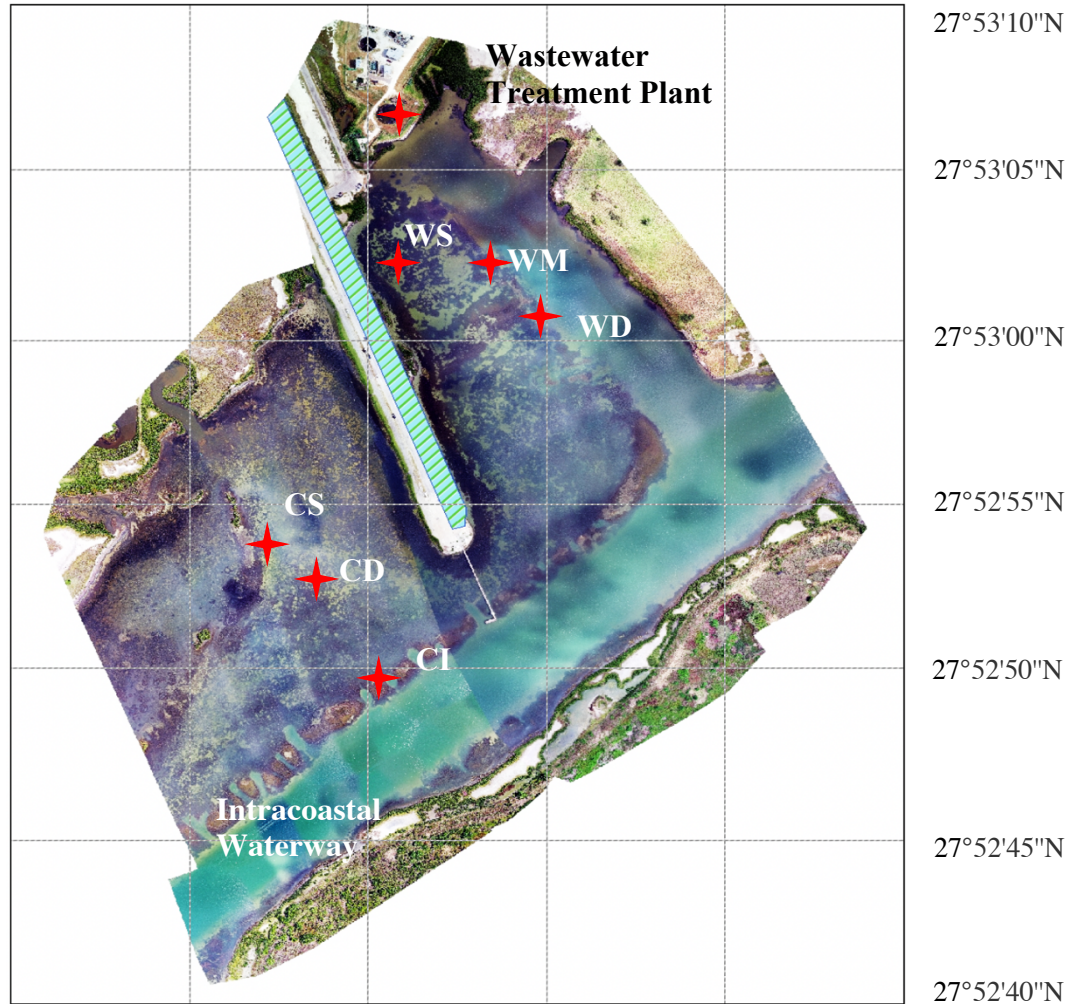 27°53'10"N
Wastewater
Treatment Plant
27°53'05"N
WS
WM
WD
27°53'00"N
27°52'55"N
CS
CD
CI
27°52'50"N
Intracoastal
Waterway
27°52'45"N
27°52'40"N